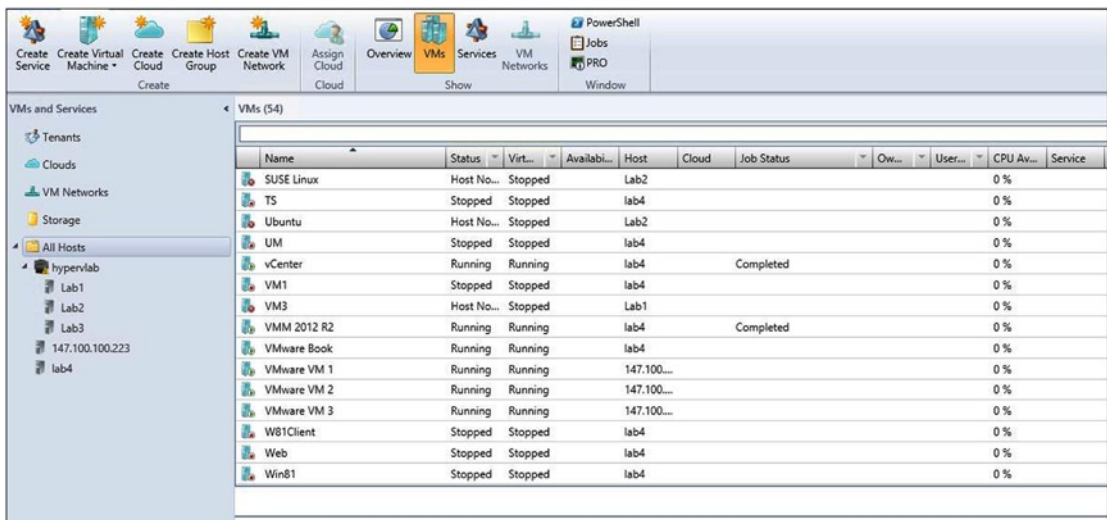 PowerShell
Jobs
PRO
Create Service
Create Virtual Machine
Create Cloud
Create Host Group
Create VM Network
Assign Cloud
Overview
VMs
Services
VM Networks
Create
Cloud
Show
Window
VMs and Services
Tenants
Clouds
VM Networks
Storage
All Hosts
hypervlab
Lab1
Lab2
Lab3
147.100.100.223
lab4
VMs (54)
Name Status Virt... Availabi... Host Cloud Job Status Ow... User... CPU Av... Service
SUSE Linux Host No... Stopped Lab2 0 %
TS Stopped Stopped lab4 0 %
Ubuntu Host No... Stopped Lab2 0 %
UM Stopped Stopped lab4 0 %
vCenter Running Running lab4 Completed 0 %
VM1 Stopped Stopped lab4 0 %
VM3 Host No... Stopped Lab1 0 %
VMM 2012 R2 Running Running lab4 Completed 0 %
VMware Book Running Running lab4 0 %
VMware VM 1 Running Running 147.100.... 0 %
VMware VM 2 Running Running 147.100.... 0 %
VMware VM 3 Running Running 147.100.... 0 %
W81Client Stopped Stopped lab4 0 %
Web Stopped Stopped lab4 0 %
Win81 Stopped Stopped lab4 0 %